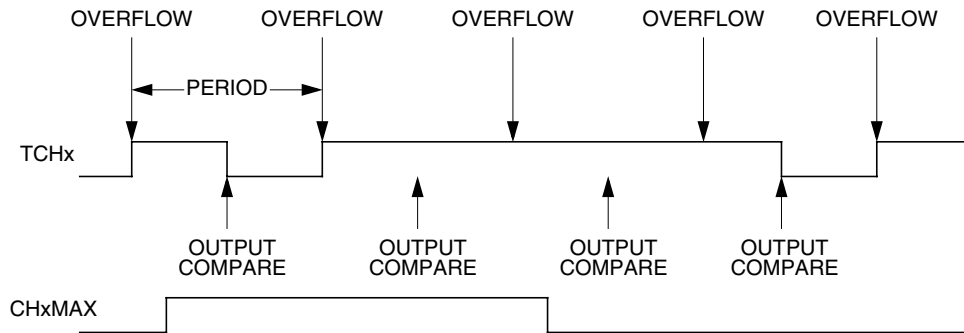 OVERFLOW OVERFLOW OVERFLOW OVERFLOW OVERFLOW
PERIOD
TCHx
OUTPUT COMPARE
OUTPUT COMPARE
OUTPUT COMPARE
OUTPUT COMPARE
CHxMAX